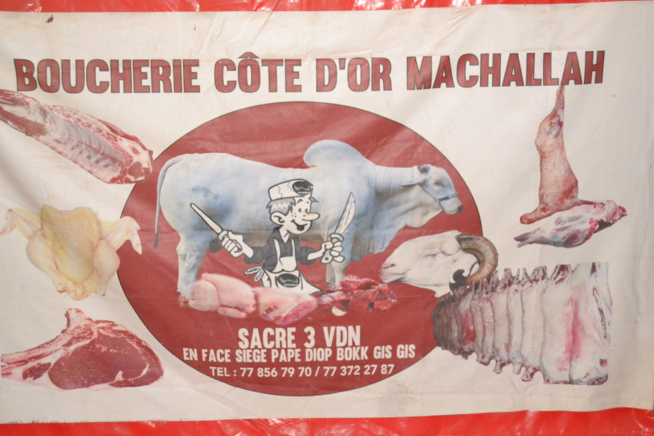 BOUCHERIE CÔTE D'OR MACHALLAH
SACRE 3 VDN
EN FACE SIEGE PAPE DIOP BOKK GIS GIS
TEL : 77 856 79 70 / 77 372 27 87